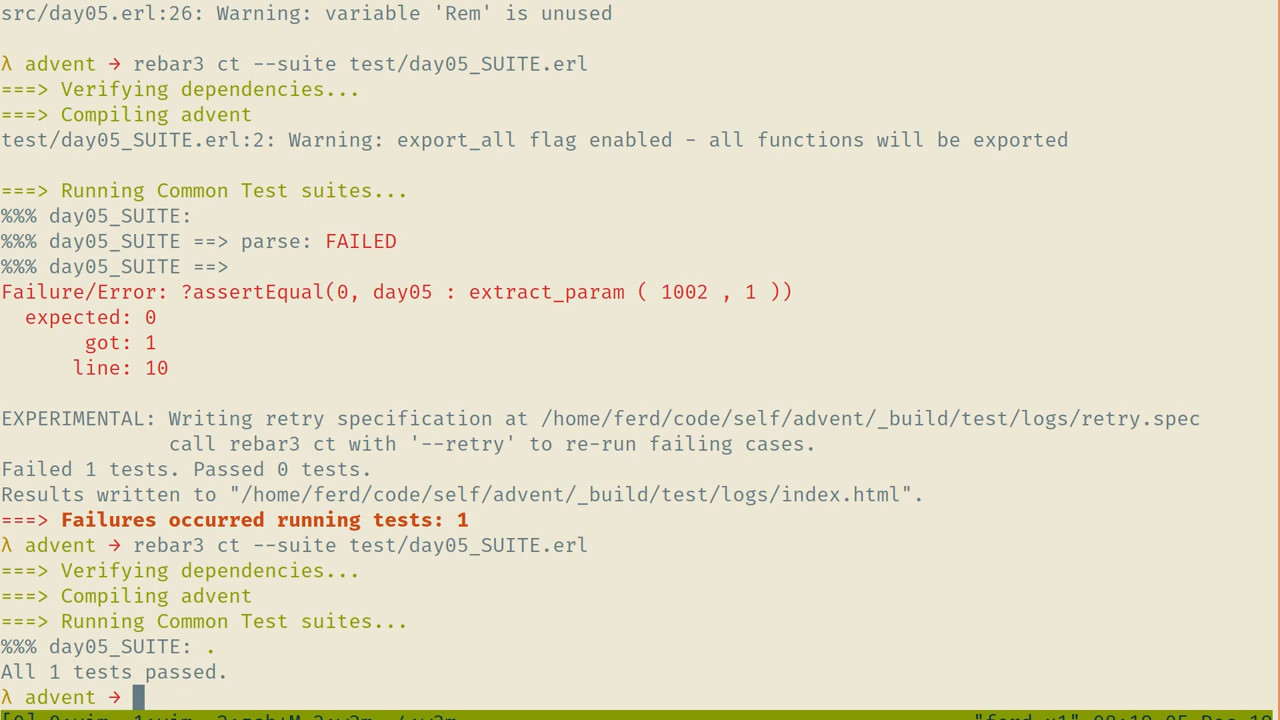 src/day05.erl:26: Warning: variable 'Rem' is unused
λ advent → rebar3 ct --suite test/day05_SUITE.erl
===> Verifying dependencies...
===> Compiling advent
test/day05_SUITE.erl:2: Warning: export_all flag enabled - all functions will be exported
===> Running Common Test suites...
%%% day05_SUITE:
%%% day05_SUITE ==> parse: FAILED
%%% day05_SUITE ==>
Failure/Error: ?assertEqual(0, day05 : extract_param ( 1002 , 1 ))
expected: 0
got: 1
line: 10
EXPERIMENTAL: Writing retry specification at /home/ferd/code/self/advent/_build/test/logs/retry.spec
call rebar3 ct with '--retry' to re-run failing cases.
Failed 1 tests. Passed 0 tests.
Results written to "/home/ferd/code/self/advent/_build/test/logs/index.html".
===> Failures occurred running tests: 1
λ advent → rebar3 ct --suite test/day05_SUITE.erl
===> Verifying dependencies...
===> Compiling advent
===> Running Common Test suites...
%%% day05_SUITE: .
All 1 tests passed.
λ advent →